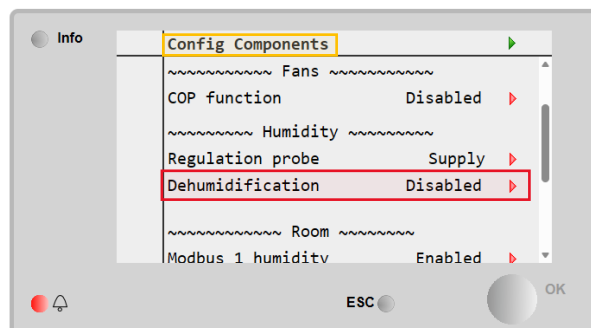 Info
Config Components
~~~~~~~~~~~ Fans ~~~~~~~~~~~
COP function Disabled
~~~~~~~~~ Humidity ~~~~~~~~~
Regulation probe Supply
Dehumidification Disabled
~~~~~~~~~~~~ Room ~~~~~~~~
Modbus 1 humidity Enabled
ESC
OK